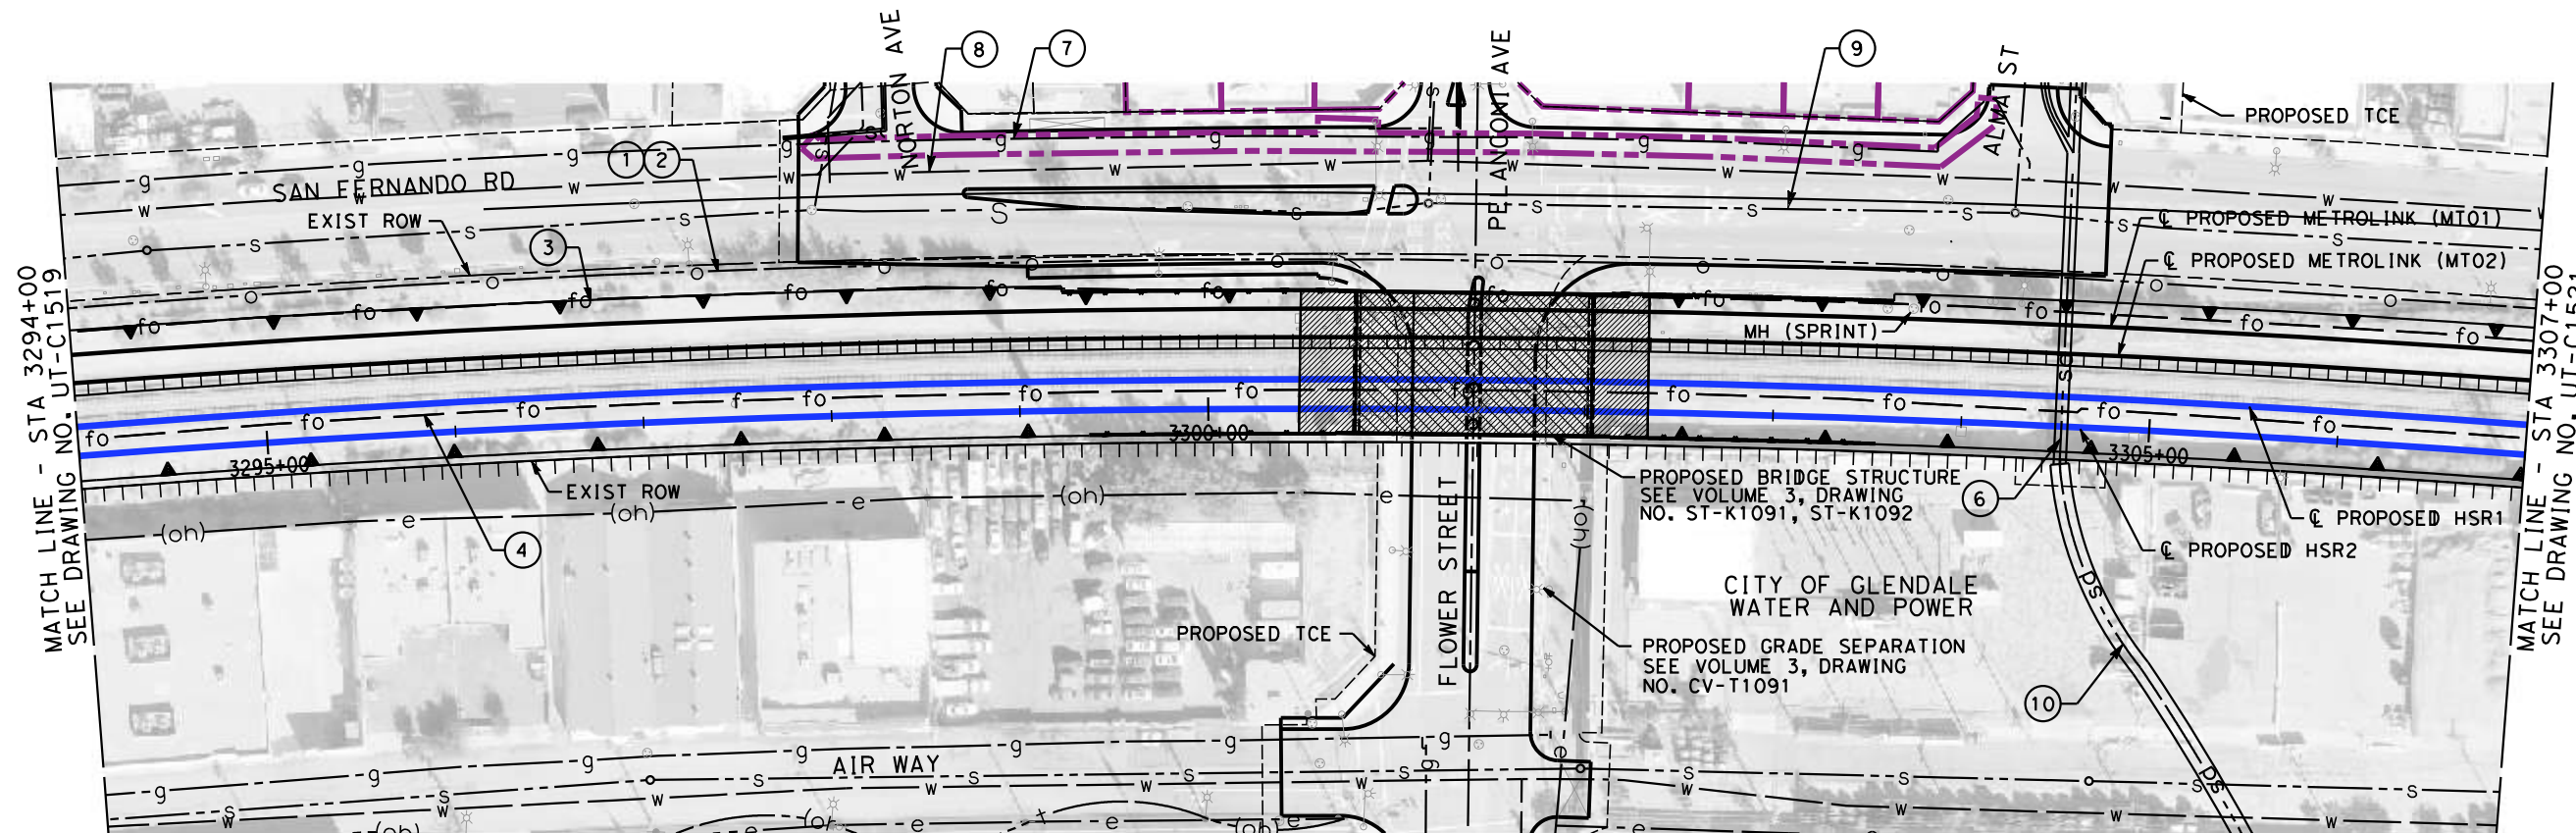 NORTON AVE
8
7
PELANCONI AVE
9
ALMA ST
PROPOSED TCE
1
2
SAN FERNANDO RD
EXIST ROW
3
℄ PROPOSED METROLINK (MT01)
℄ PROPOSED METROLINK (MT02)
MH (SPRINT)
MATCH LINE - STA 3294+00
SEE DRAWING NO. UT-C1519
MATCH LINE - STA 3307+00
SEE DRAWING NO.
3295+00
3300+00
3305+00
EXIST ROW
4
PROPOSED BRIDGE STRUCTURE
SEE VOLUME 3, DRAWING
NO. ST-K1091, ST-K1092
6
℄ PROPOSED HSR1
℄ PROPOSED HSR2
FLOWER STREET
CITY OF GLENDALE
WATER AND POWER
PROPOSED TCE
PROPOSED GRADE SEPARATION
SEE VOLUME 3, DRAWING
NO. CV-T1091
10
AIR WAY